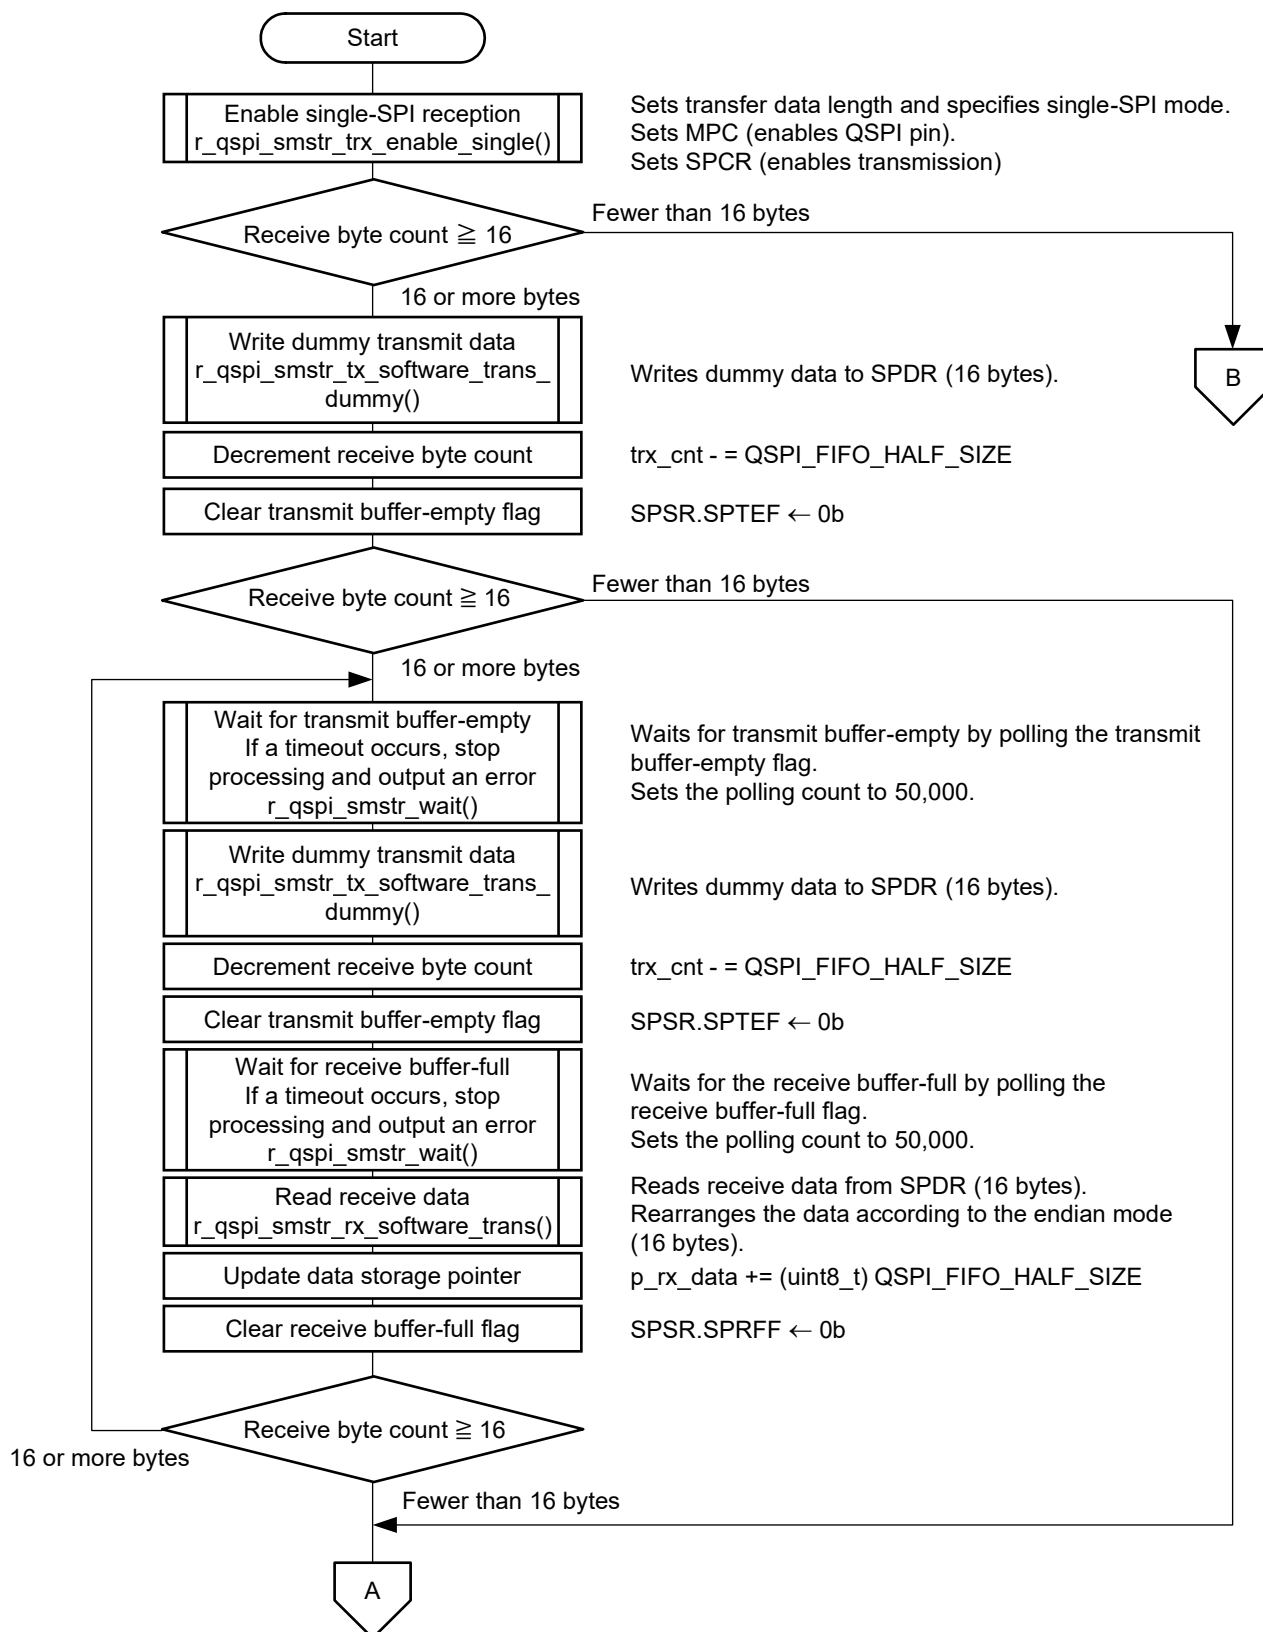 Start
Enable single-SPI reception
r_qspi_smstr_trx_enable_single()
Sets transfer data length and specifies single-SPI mode.
Sets MPC (enables QSPI pin).
Sets SPCR (enables transmission)
Receive byte count ≧ 16
Fewer than 16 bytes
16 or more bytes
B
Write dummy transmit data
r_qspi_smstr_tx_software_trans_
dummy()
Writes dummy data to SPDR (16 bytes).
Decrement receive byte count
trx_cnt - = QSPI_FIFO_HALF_SIZE
Clear transmit buffer-empty flag
SPSR.SPTEF ← 0b
Receive byte count ≧ 16
Fewer than 16 bytes
16 or more bytes
Wait for transmit buffer-empty
If a timeout occurs, stop
processing and output an error
r_qspi_smstr_wait()
Waits for transmit buffer-empty by polling the transmit
buffer-empty flag.
Sets the polling count to 50,000.
Write dummy transmit data
r_qspi_smstr_tx_software_trans_
dummy()
Writes dummy data to SPDR (16 bytes).
Decrement receive byte count
trx_cnt - = QSPI_FIFO_HALF_SIZE
Clear transmit buffer-empty flag
SPSR.SPTEF ← 0b
Wait for receive buffer-full
If a timeout occurs, stop
processing and output an error
r_qspi_smstr_wait()
Waits for the receive buffer-full by polling the
receive buffer-full flag.
Sets the polling count to 50,000.
Read receive data
r_qspi_smstr_rx_software_trans()
Reads receive data from SPDR (16 bytes).
Rearranges the data according to the endian mode
(16 bytes).
Update data storage pointer
p_rx_data += (uint8_t) QSPI_FIFO_HALF_SIZE
Clear receive buffer-full flag
SPSR.SPRFF ← 0b
Receive byte count ≧ 16
16 or more bytes
Fewer than 16 bytes
A